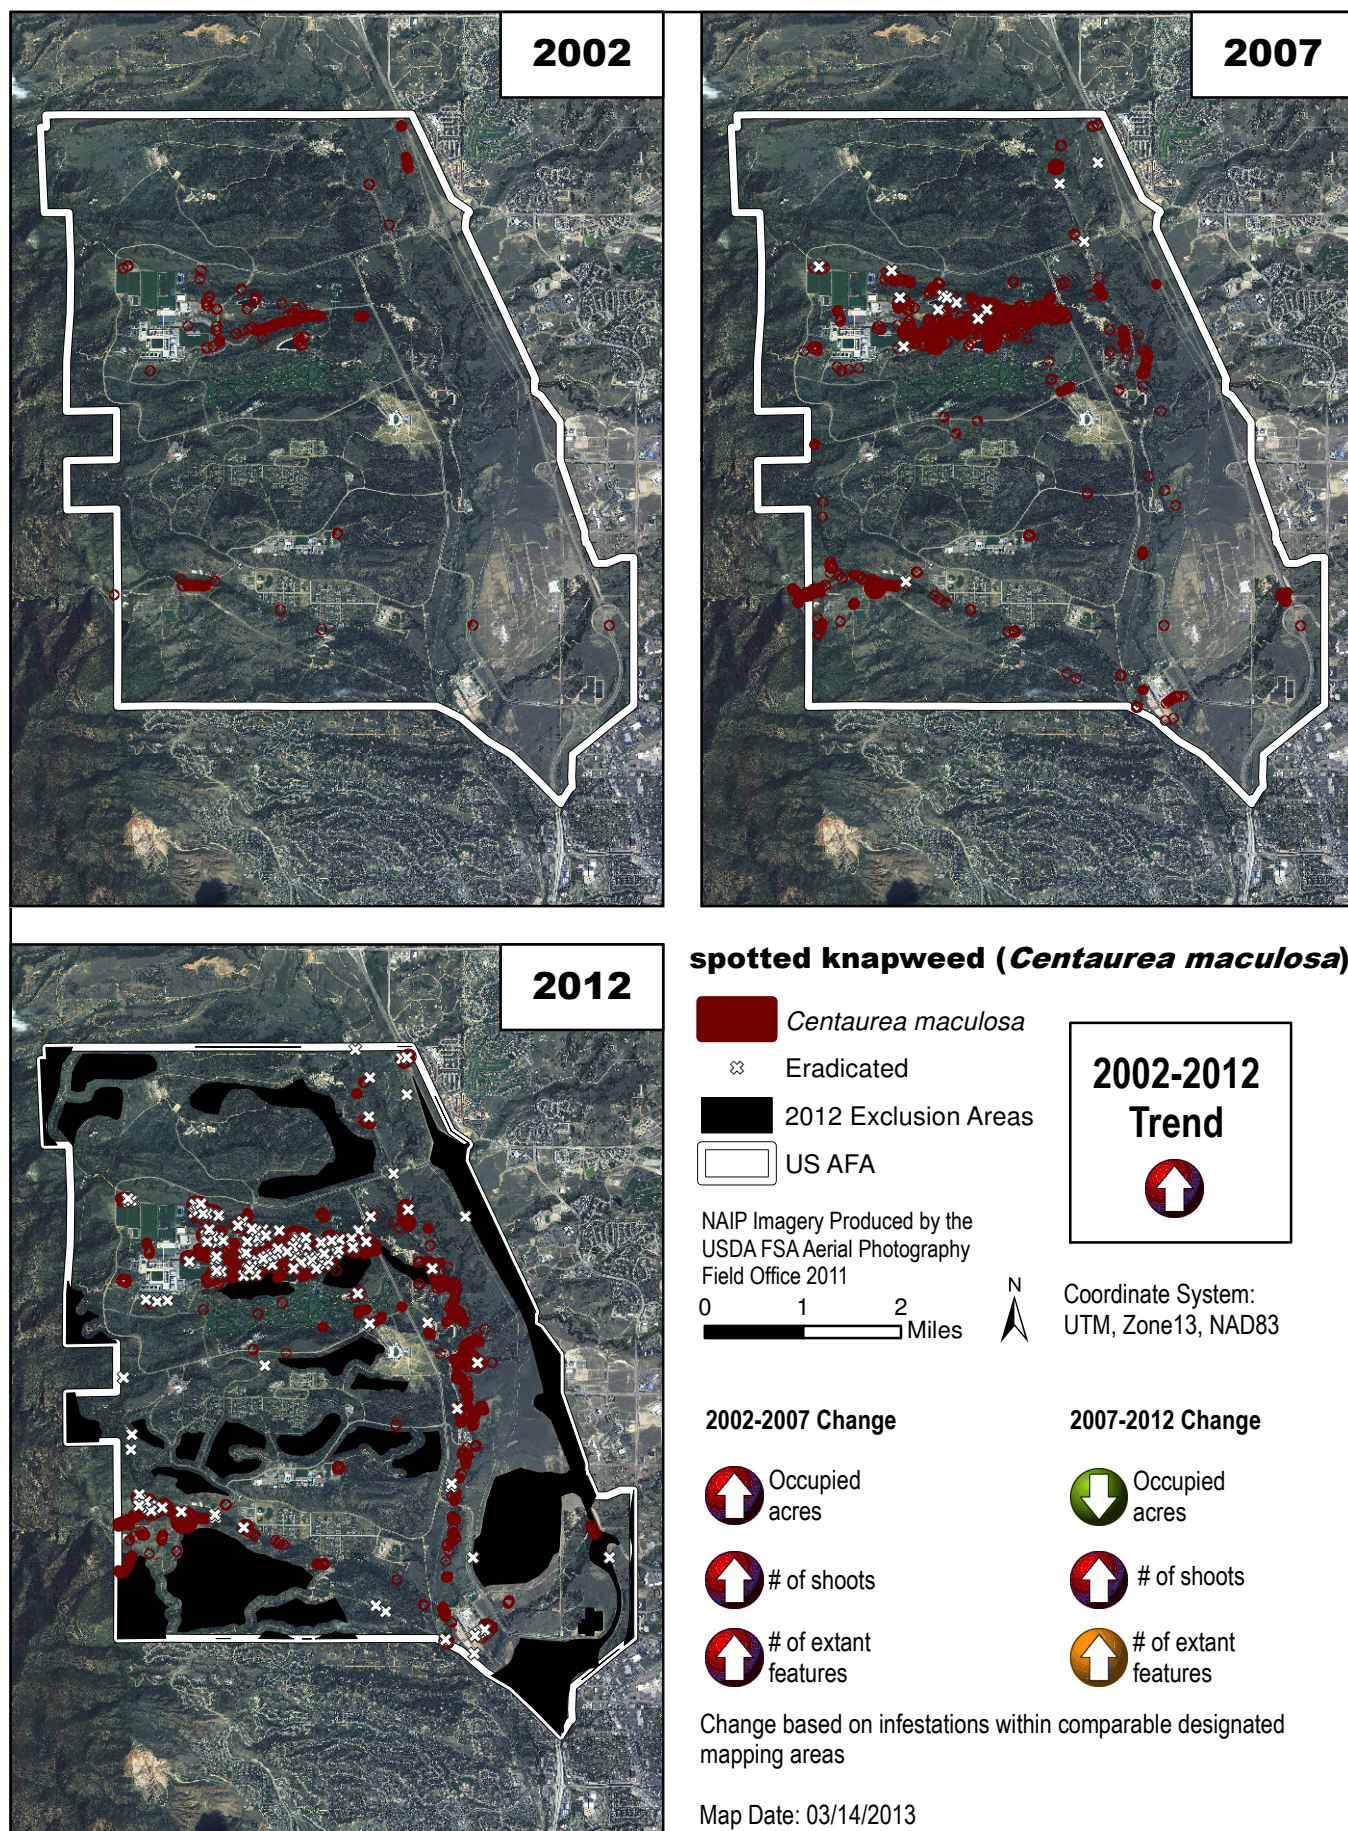 2002
2007
2012
spotted knapweed (Centaurea maculosa)
Centaurea maculosa
Eradicated
2012 Exclusion Areas
US AFA
2002-2012
Trend
NAIP Imagery Produced by the
USDA FSA Aerial Photography
Field Office 2011
0 1 2
Miles
N
Coordinate System:
UTM, Zone13, NAD83
2002-2007 Change
Occupied
acres
# of shoots
# of extant
features
2007-2012 Change
Occupied
acres
# of shoots
# of extant
features
Change based on infestations within comparable designated
mapping areas
Map Date: 03/14/2013